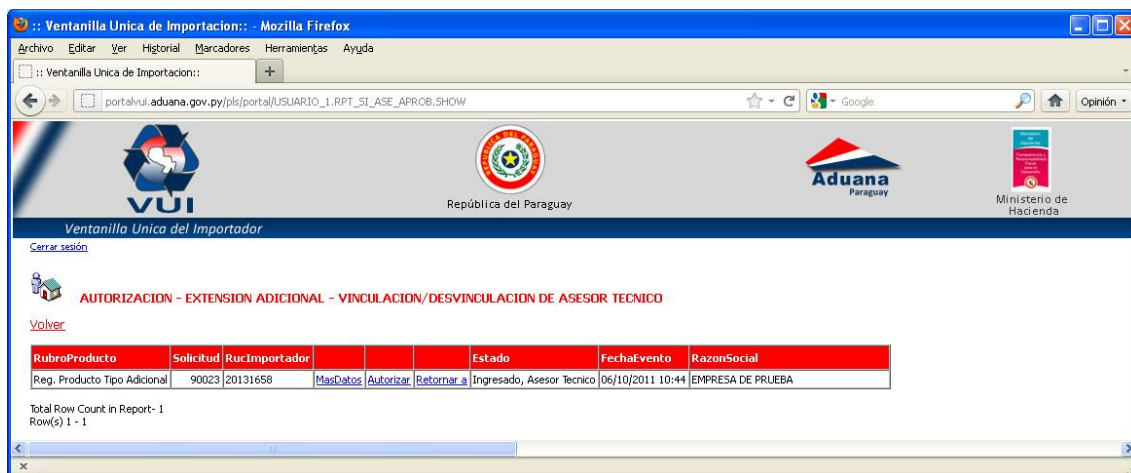 :: Ventanilla Unica de Importacion:: - Mozilla Firefox
Archivo Editar Ver Historial Marcadores Herramientas Ayuda
:: Ventanilla Unica de Importacion::
portalvui.aduana.gov.py/pls/portal/USUARIO_1.RPT_SI_ASE_APROB.SHOW Google Opinión
VUI
República del Paraguay
Aduana
Paraguay
Ministerio de
Hacienda
Ventanilla Unica del Importador
Cerrar sesión
AUTORIZACION - EXTENSION ADICIONAL - VINCULACION/DESVINCULACION DE ASESOR TECNICO
Volver
RubroProducto Solicitud RucImportador Estado FechaEvento RazonSocial
Reg. Producto Tipo Adicional 90023 20131658 MasDatos Autorizar Retornar a Ingresado, Asesor Tecnico 06/10/2011 10:44 EMPRESA DE PRUEBA
Total Row Count in Report- 1
Row(s) 1 - 1